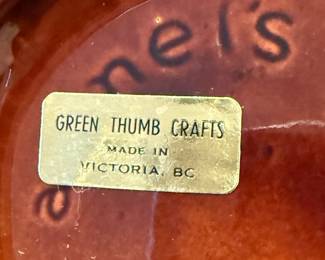 GREEN THUMB CRAFTS
MADE IN
VICTORIA, BC